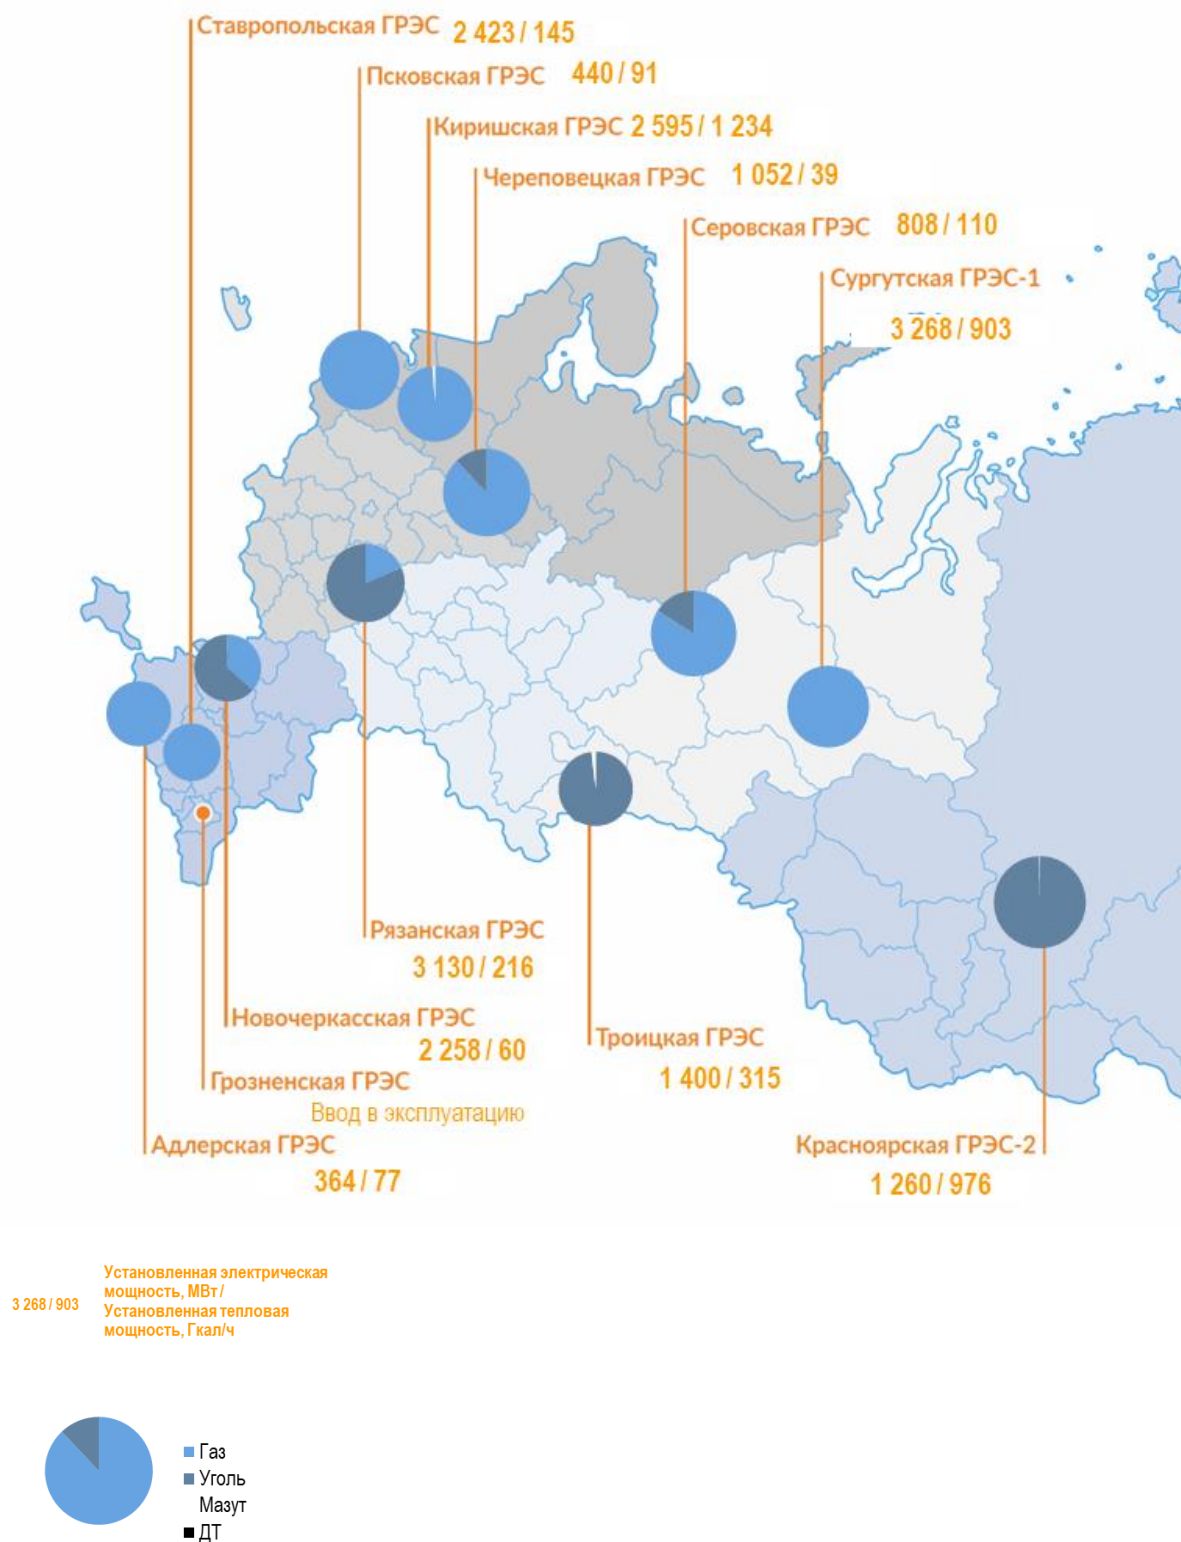 Ставропольская ГРЭС 2 423 / 145
Псковская ГРЭС 440 / 91
Киришская ГРЭС 2 595 / 1 234
Череповецкая ГРЭС 1 052 / 39
Серовская ГРЭС 808 / 110
Сургутская ГРЭС-1
3 268 / 903
Рязанская ГРЭС
3 130 / 216
Новочеркасская ГРЭС
2 258 / 60
Троицкая ГРЭС
1 400 / 315
Грозненская ГРЭС
Ввод в эксплуатацию
Адлерская ГРЭС
364 / 77
Красноярская ГРЭС-2
1 260 / 976
3 268 / 903
Установленная электрическая
мощность, МВт /
Установленная тепловая
мощность, Гкал/ч
Газ
Уголь
Мазут
ДТ